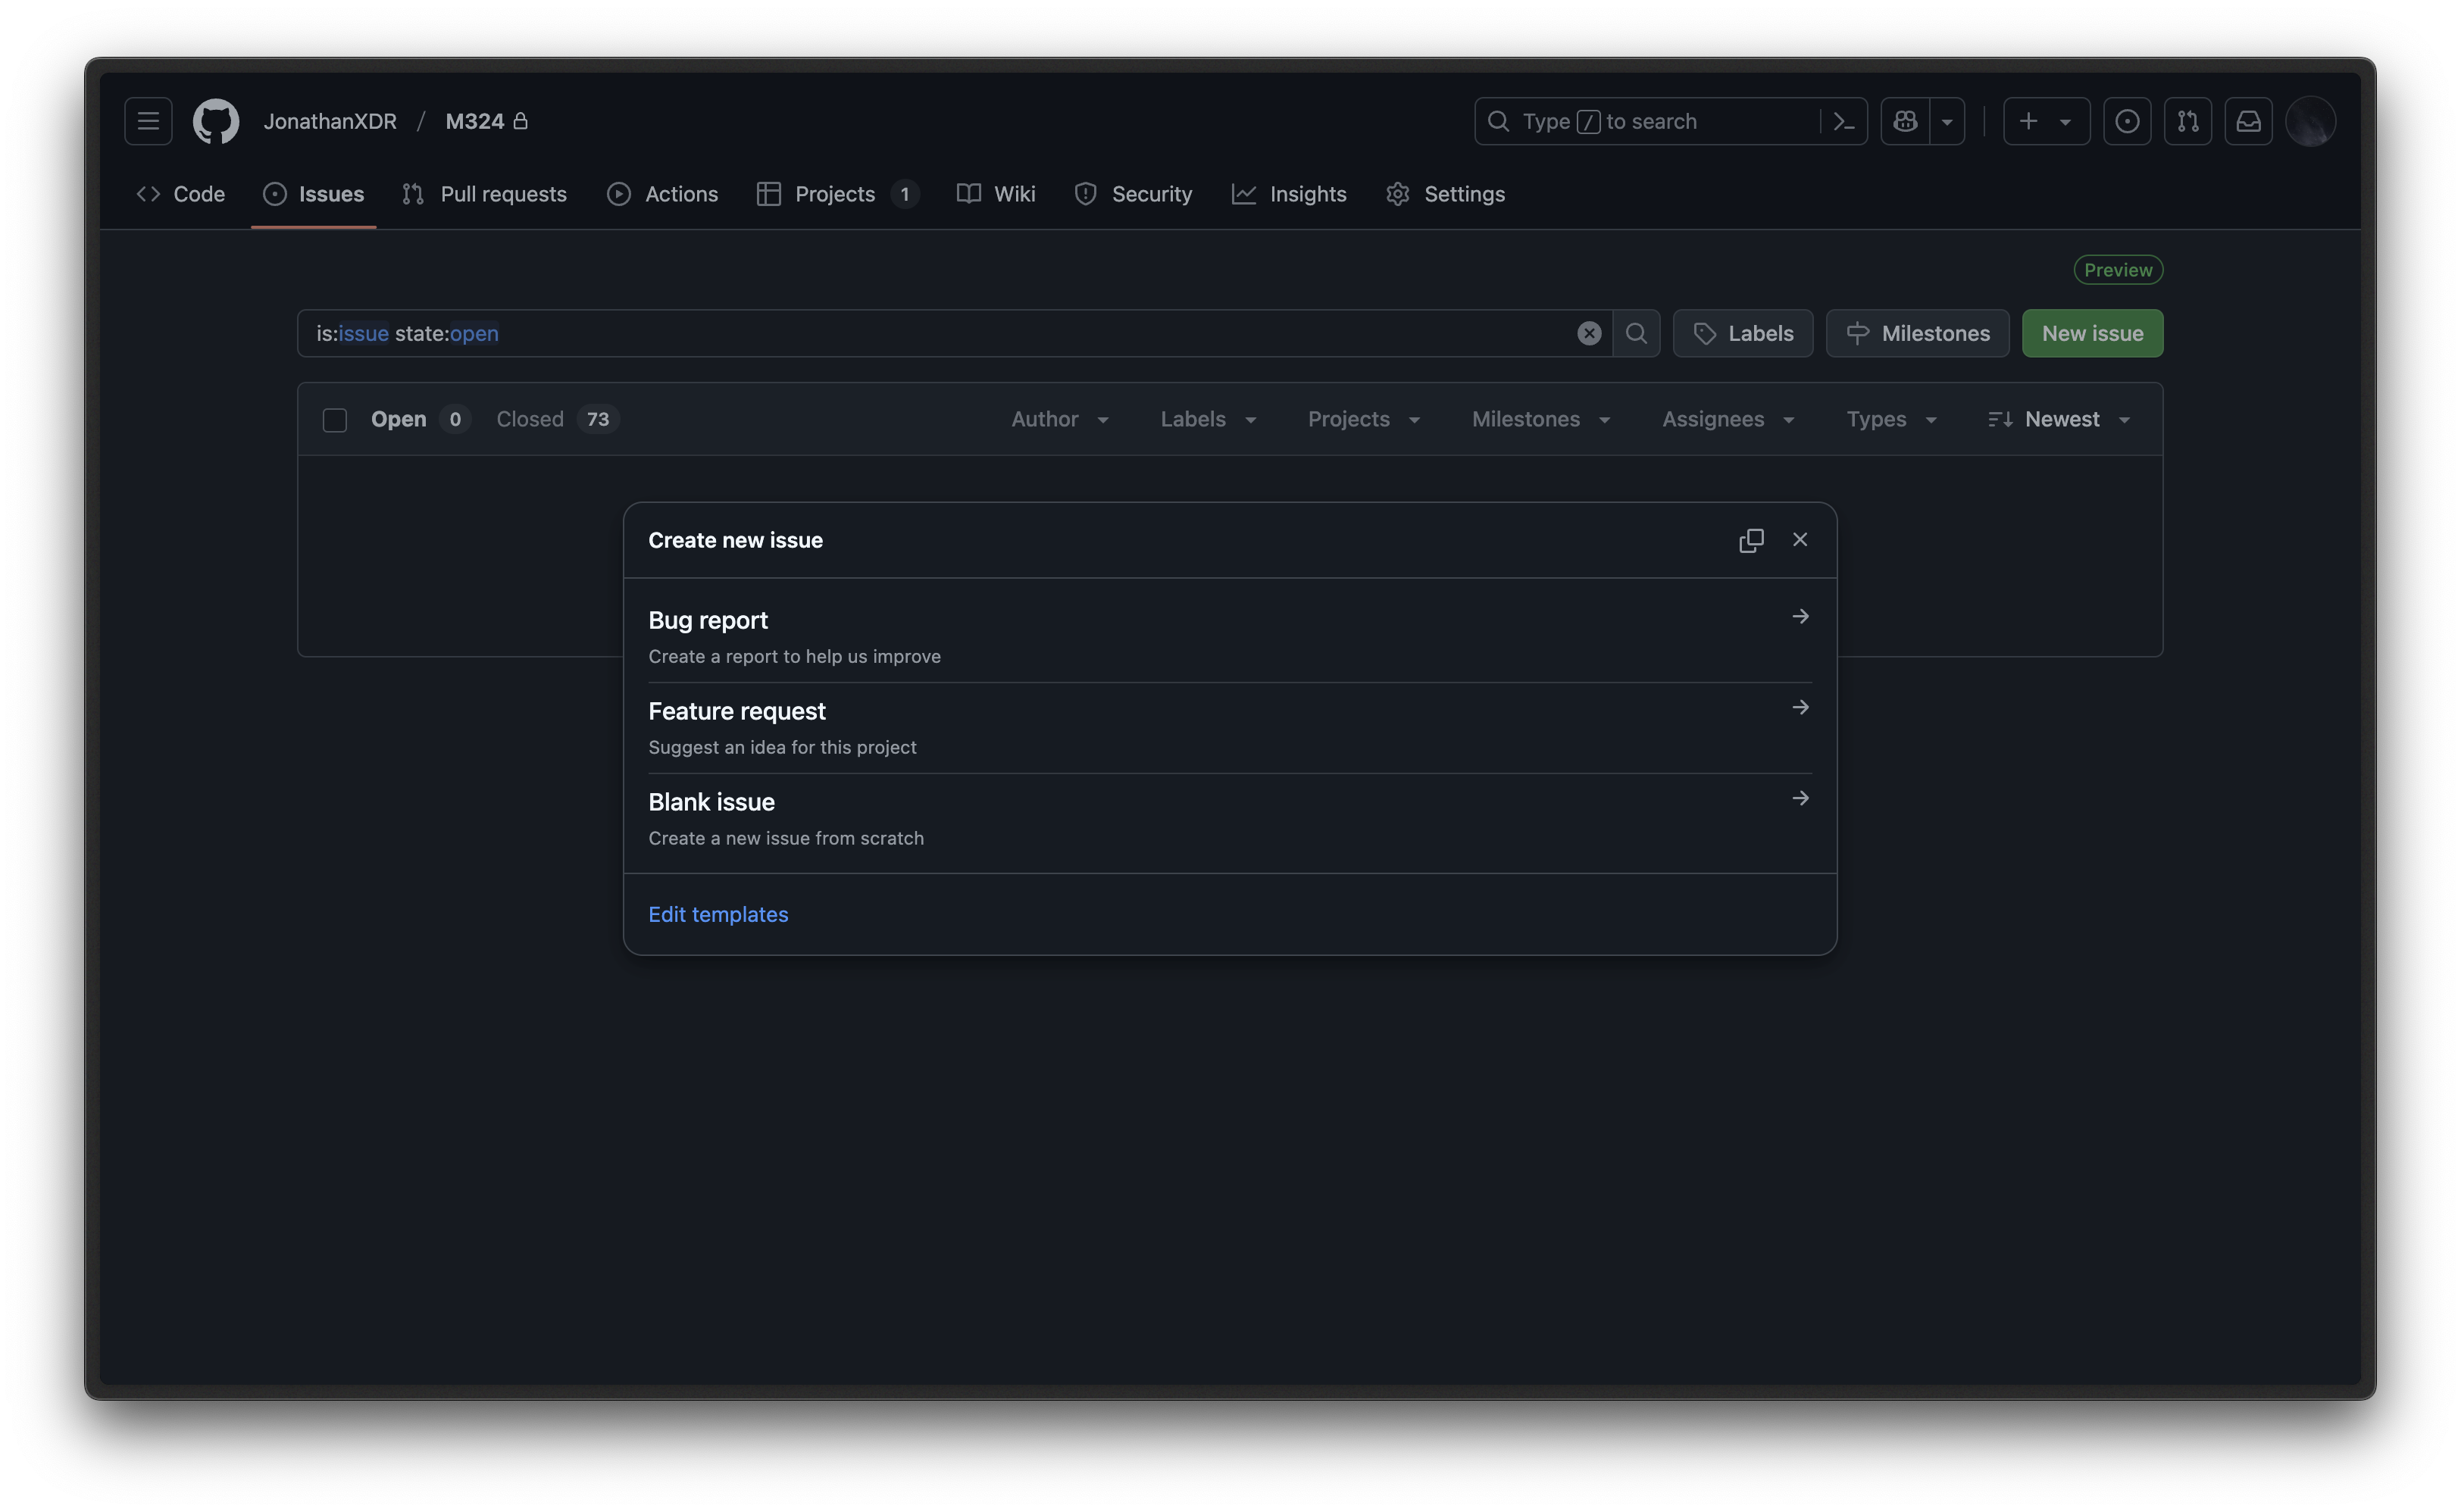 JonathanXDR / M324
Type / to search
Code Issues Pull requests Actions Projects 1 Wiki Security Insights Settings
Preview
is:issue state:open Labels Milestones New issue
Open 0 Closed 73 Author Labels Projects Milestones Assignees Types Newest
Create new issue
Bug report
Create a report to help us improve
Feature request
Suggest an idea for this project
Blank issue
Create a new issue from scratch
Edit templates